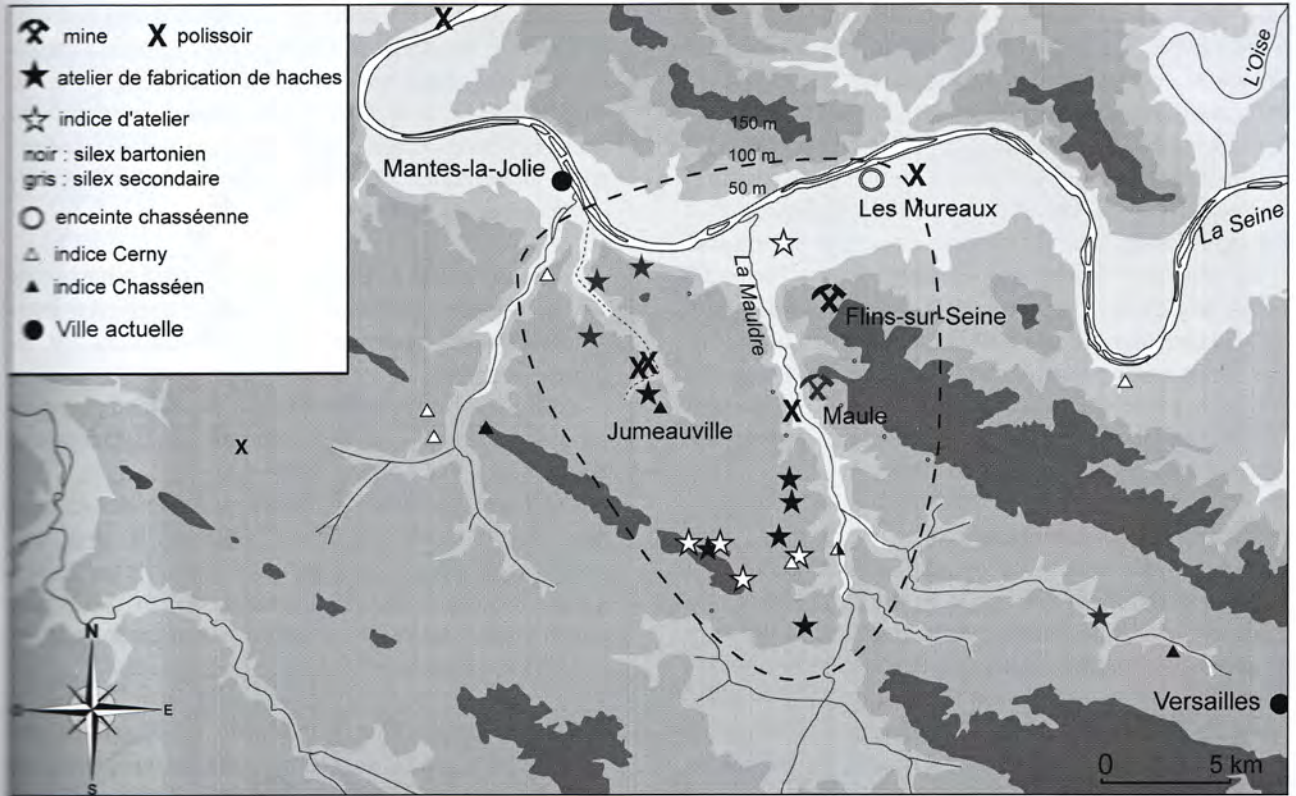 mine X polissoir
atelier de fabrication de haches
indice d'atelier
noir : silex bartonien
gris : silex secondaire
enceinte chasséenne
indice Cerny
indice Chasséen
Ville actuelle
L'Oise
150 m
100 m
50 m
Mantes-la-Jolie
Les Mureaux
La Seine
La Mauldre
Flins-sur-Seine
Maule
Jumeauville
Versailles
N
E
S
0 5 km